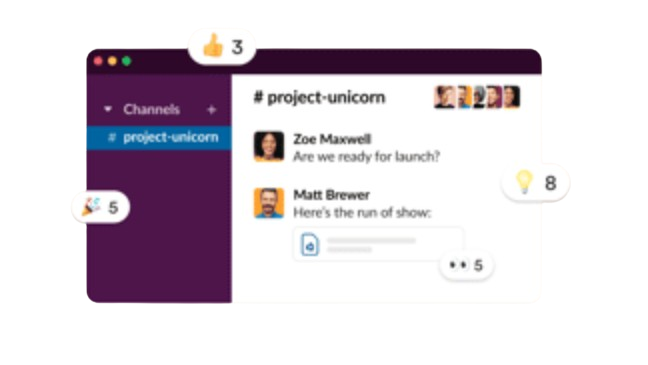 3
Channels +
# project-unicorn
5
# project-unicorn
Zoe Maxwell
Are we ready for launch?
Matt Brewer
Here's the run of show:
8
5